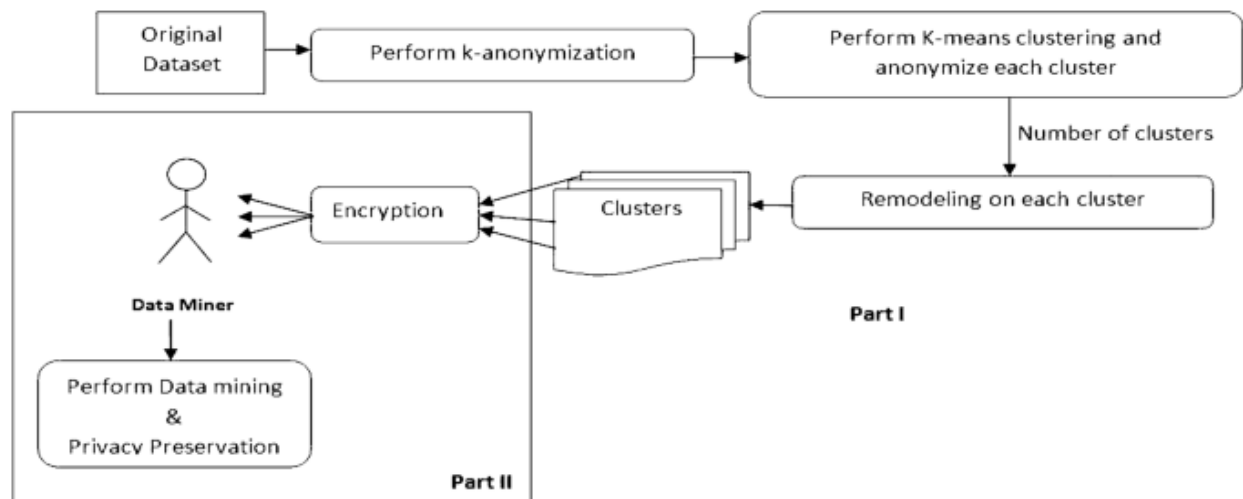 Original
Dataset
Perform k-anonymization
Perform K-means clustering and
anonymize each cluster
Number of clusters
Remodeling on each cluster
Clusters
Encryption
Data Miner
Part I
Perform Data mining
&
Privacy Preservation
Part II